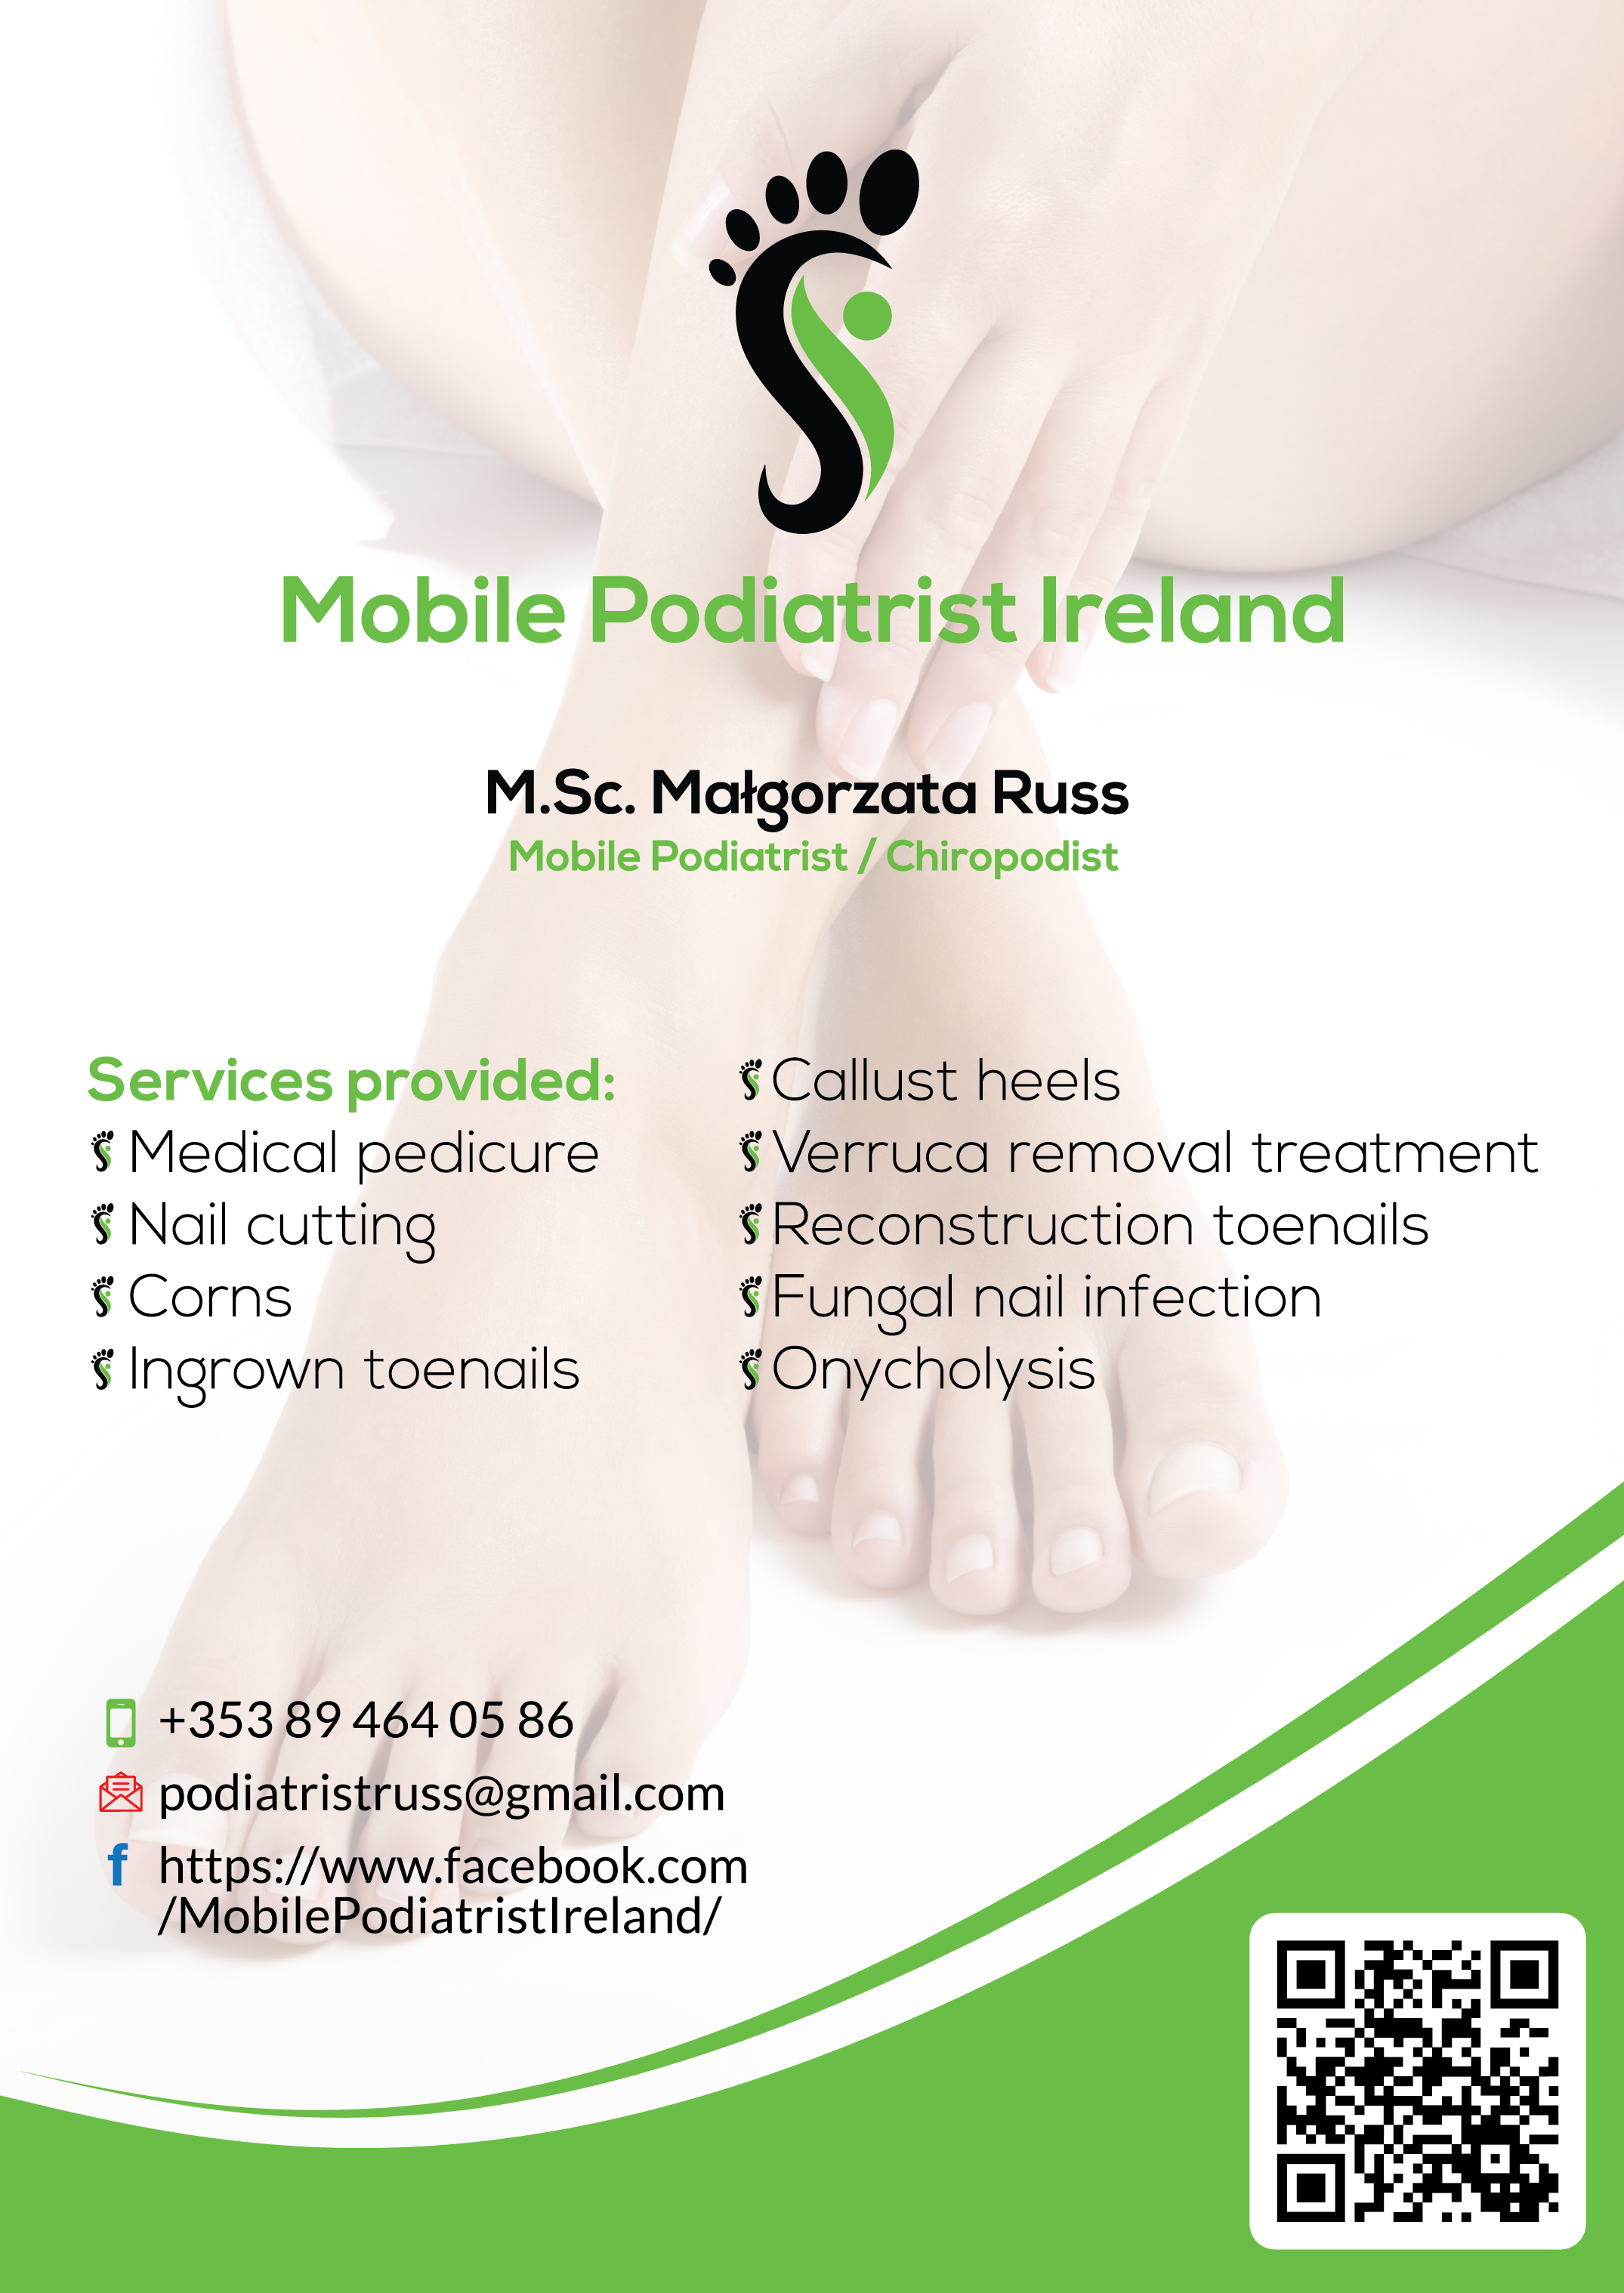 Mobile Podiatrist Ireland
M.Sc. Małgorzata Russ
Mobile Podiatrist / Chiropodist
Services provided:
Medical pedicure
Nail cutting
Corns
Ingrown toenails
Callust heels
Verruca removal treatment
Reconstruction toenails
Fungal nail infection
Onycholysis
+353 89 464 05 86
podiatristruss@gmail.com
f https://www.facebook.com
/MobilePodiatristIreland/